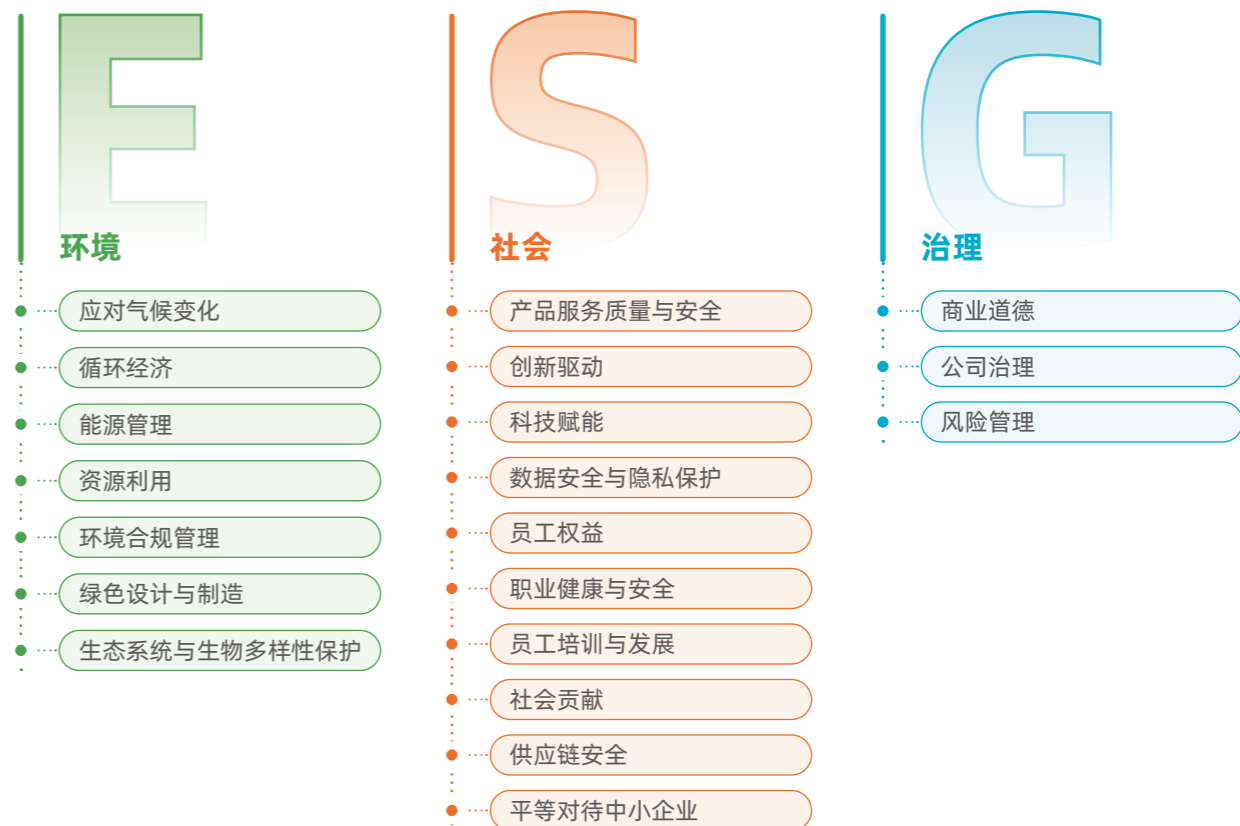 E
环境
应对气候变化
循环经济
能源管理
资源利用
环境合规管理
绿色设计与制造
生态系统与生物多样性保护
S
社会
产品服务质量与安全
创新驱动
科技赋能
数据安全与隐私保护
员工权益
职业健康与安全
员工培训与发展
社会贡献
供应链安全
平等对待中小企业
G
治理
商业道德
公司治理
风险管理